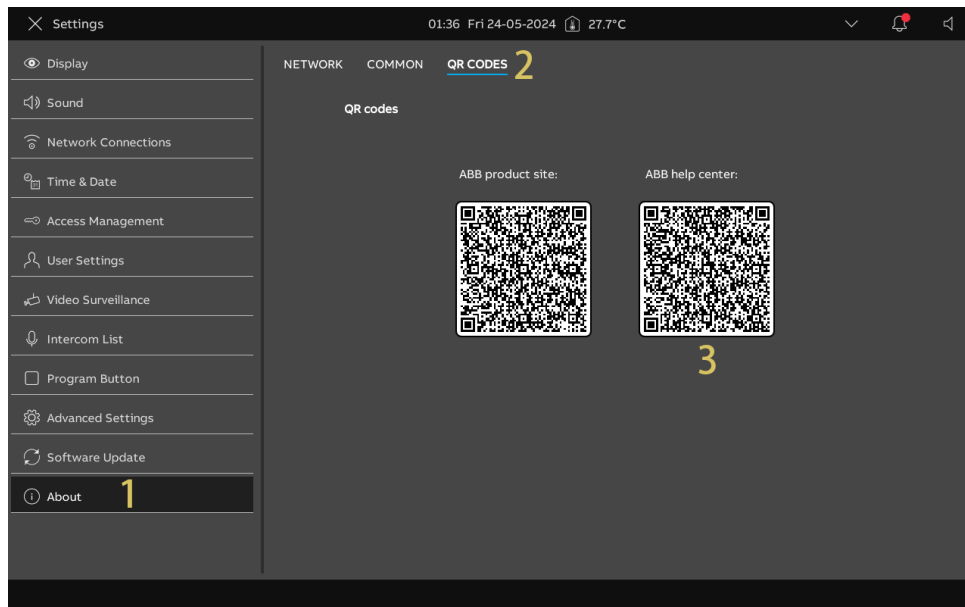 Settings
01:36 Fri 24-05-2024 27.7°C
Display
Sound
Network Connections
Time & Date
Access Management
User Settings
Video Surveillance
Intercom List
Program Button
Advanced Settings
Software Update
About 1
NETWORK COMMON QR CODES 2
QR codes
ABB product site: ABB help center:
3